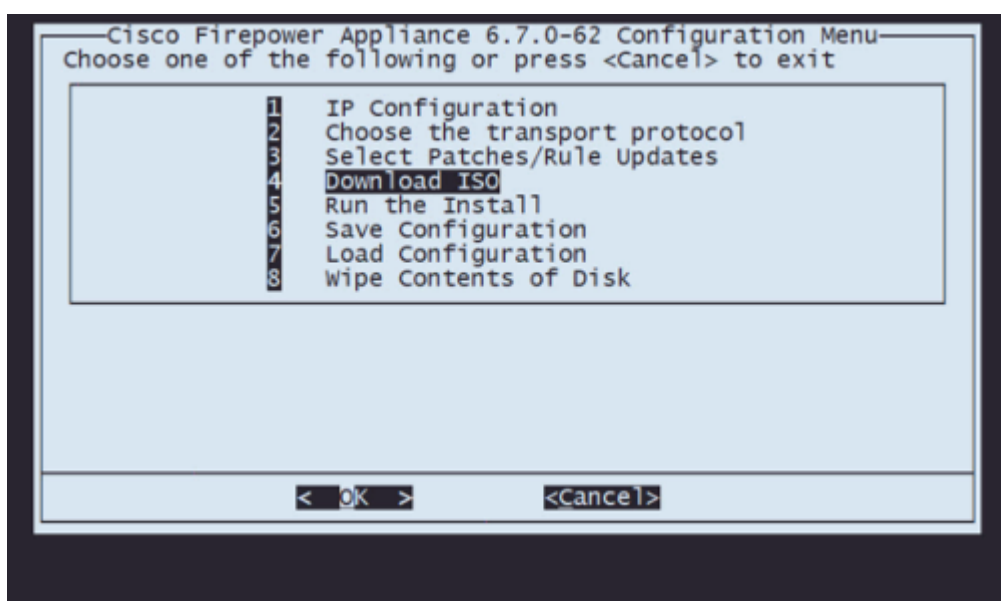 Cisco Firepower Appliance 6.7.0-62 Configuration Menu
Choose one of the following or press <Cancel> to exit
1 IP Configuration
2 Choose the transport protocol
3 Select Patches/Rule Updates
4 Download ISO
5 Run the Install
6 Save Configuration
7 Load Configuration
8 Wipe Contents of Disk
< OK > <Cancel>